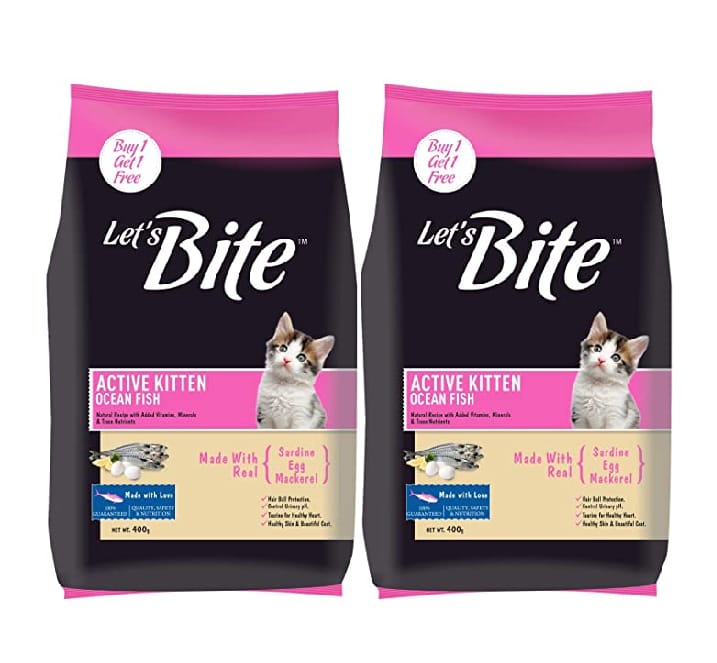 Buy 1
Get 1
Free
Let's
Bite™
ACTIVE KITTEN
OCEAN FISH
Natural Recipe with Added Vitamins, Minerals
& Trace Nutrients
Made With
Real
Sardine
Egg
Mackerel
Made with Love
100%
GUARANTEED
QUALITY, SAFETY
& NUTRITION
NET WT. 400g
Hair Ball Protection.
Control Urinary pH.
Taurine for Healthy Heart.
Healthy Skin & Beautiful Coat.
Buy 1
Get 1
Free
Let's
Bite™
ACTIVE KITTEN
OCEAN FISH
Natural Recipe with Added Vitamins, Minerals
& Trace Nutrients
Made With
Real
Sardine
Egg
Mackerel
Made with Love
100%
GUARANTEED
QUALITY, SAFETY
& NUTRITION
NET WT. 400g
Hair Ball Protection.
Control Urinary pH.
Taurine for Healthy Heart.
Healthy Skin & Beautiful Coat.